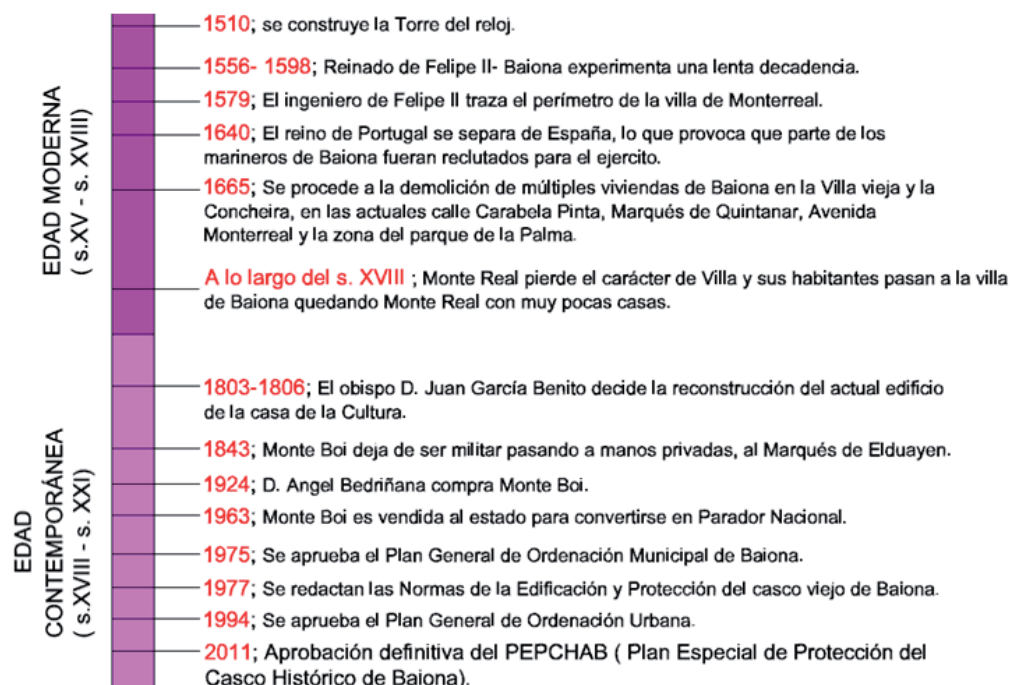 EDAD MODERNA
( s.XV - s. XVIII)
1510; se construye la Torre del reloj.
1556- 1598; Reinado de Felipe II- Baiona experimenta una lenta decadencia.
1579; El ingeniero de Felipe II traza el perímetro de la villa de Monterreal.
1640; El reino de Portugal se separa de España, lo que provoca que parte de los
marineros de Baiona fueran reclutados para el ejercito.
1665; Se procede a la demolición de múltiples viviendas de Baiona en la Villa vieja y la
Concheira, en las actuales calle Carabela Pinta, Marqués de Quintanar, Avenida
Monterreal y la zona del parque de la Palma.
A lo largo del s. XVIII ; Monte Real pierde el carácter de Villa y sus habitantes pasan a la villa
de Baiona quedando Monte Real con muy pocas casas.
EDAD
CONTEMPORÁNEA
( s.XVIII - s. XXI)
1803-1806; El obispo D. Juan García Benito decide la reconstrucción del actual edificio
de la casa de la Cultura.
1843; Monte Boi deja de ser militar pasando a manos privadas, al Marqués de Elduayen.
1924; D. Angel Bedriñana compra Monte Boi.
1963; Monte Boi es vendida al estado para convertirse en Parador Nacional.
1975; Se aprueba el Plan General de Ordenación Municipal de Baiona.
1977; Se redactan las Normas de la Edificación y Protección del casco viejo de Baiona.
1994; Se aprueba el Plan General de Ordenación Urbana.
2011; Aprobación definitiva del PEPCHAB ( Plan Especial de Protección del
Casco Histórico de Baiona).